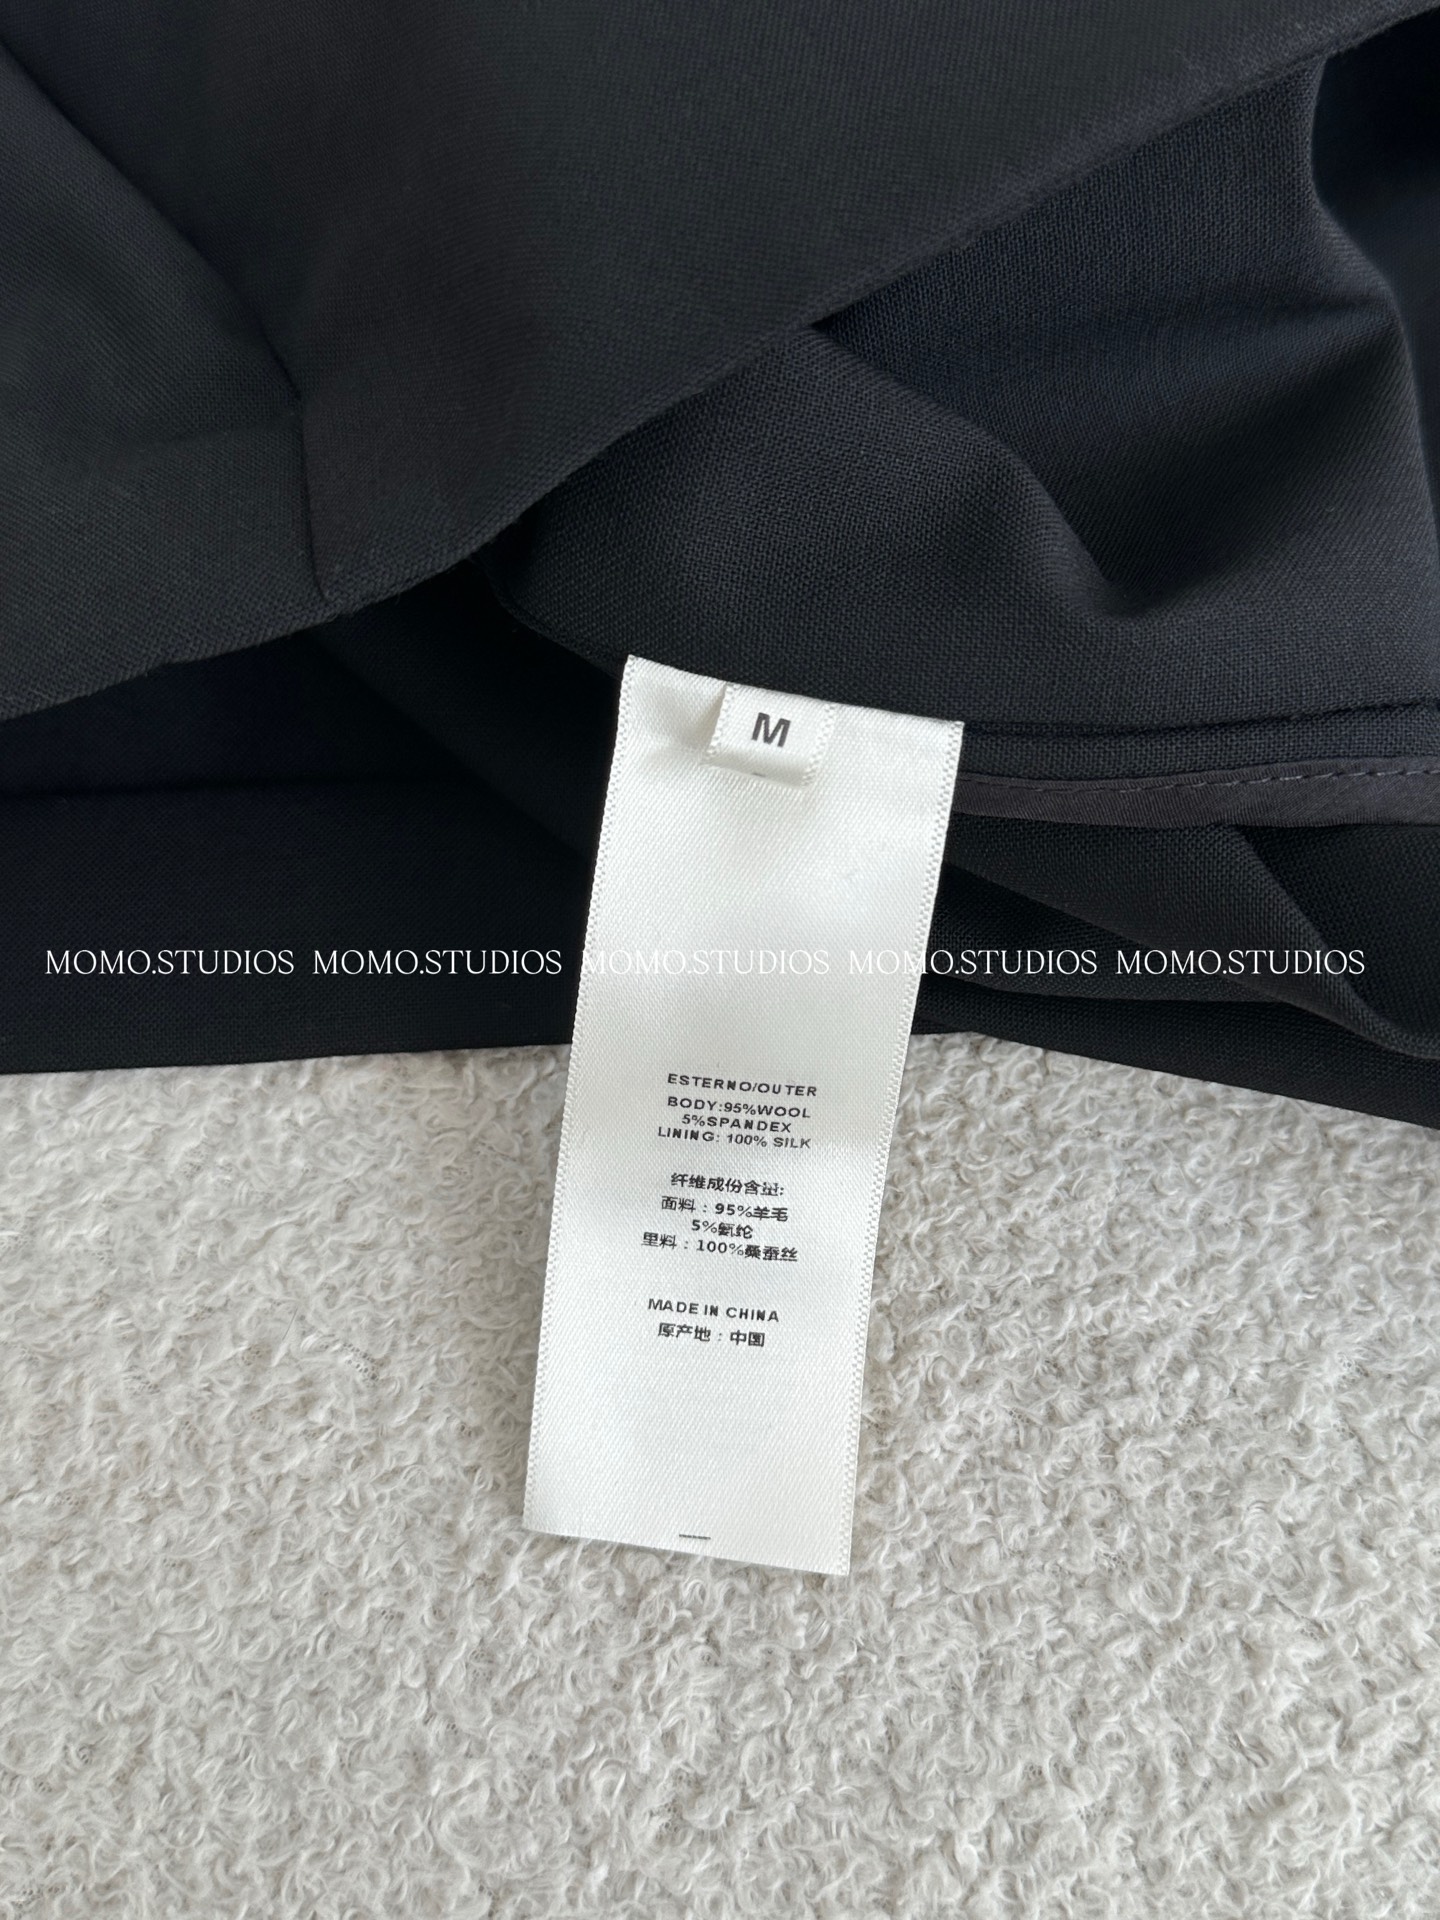 M
MOMO.STUDIOS MOMO.STUDIOS MOMO.STUDIOS MOMO.STUDIOS MOMO.STUDIOS
ESTERNO/OUTER
BODY:95%WOOL
5%SPANDEX
LINING: 100% SILK
纤维成份含量:
面料：95%羊毛
5%氨纶
里料：100%桑蚕丝
MADE IN CHINA
原产地：中国